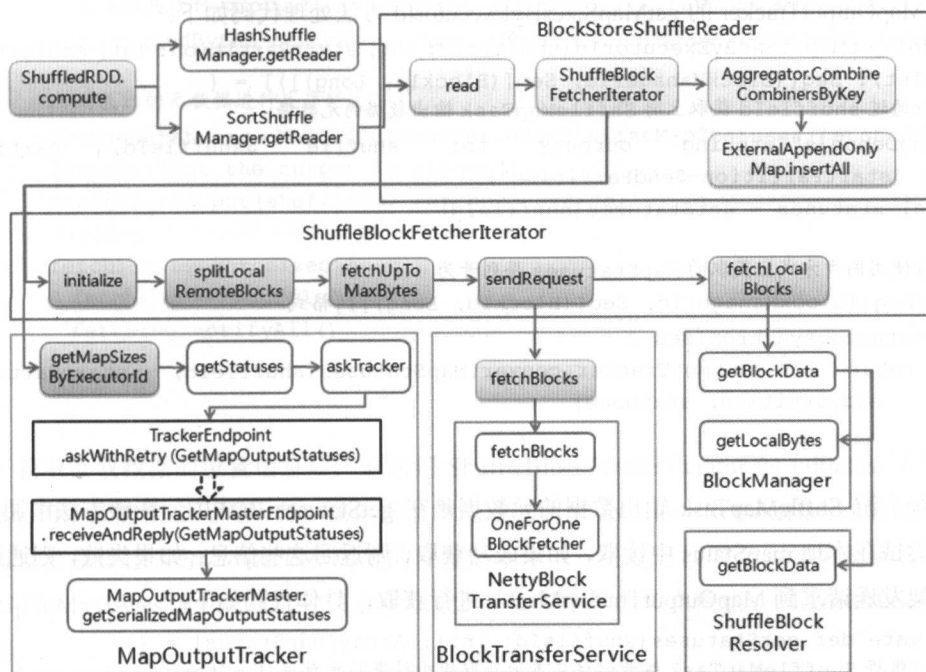 HashShuffle
Manager.getReader
BlockStoreShuffleReader
ShuffledRDD.
compute
read
ShuffleBlock
FetcherIterator
Aggregator.Combine
CombinersByKey
SortShuffle
Manager.getReader
ExternalAppendOnly
Map.insertAll
ShuffleBlockFetcherIterator
initialize
splitLocal
RemoteBlocks
fetchUpTo
MaxBytes
sendRequest
fetchLocal
Blocks
getMapSizes
ByExecutorId
getStatuses
askTracker
fetchBlocks
getBlockData
TrackerEndpoint
.askWithRetry (GetMapOutputStatuses)
fetchBlocks
getLocalBytes
BlockManager
MapOutputTrackerMasterEndpoint
. receiveAndReply(GetMapOutputStatuses)
OneForOne
BlockFetcher
NettyBlock
TransferService
getBlockData
MapOutputTrackerMaster.
getSerializedMapOutputStatuses
ShuffleBlock
Resolver
MapOutputTracker
BlockTransferService